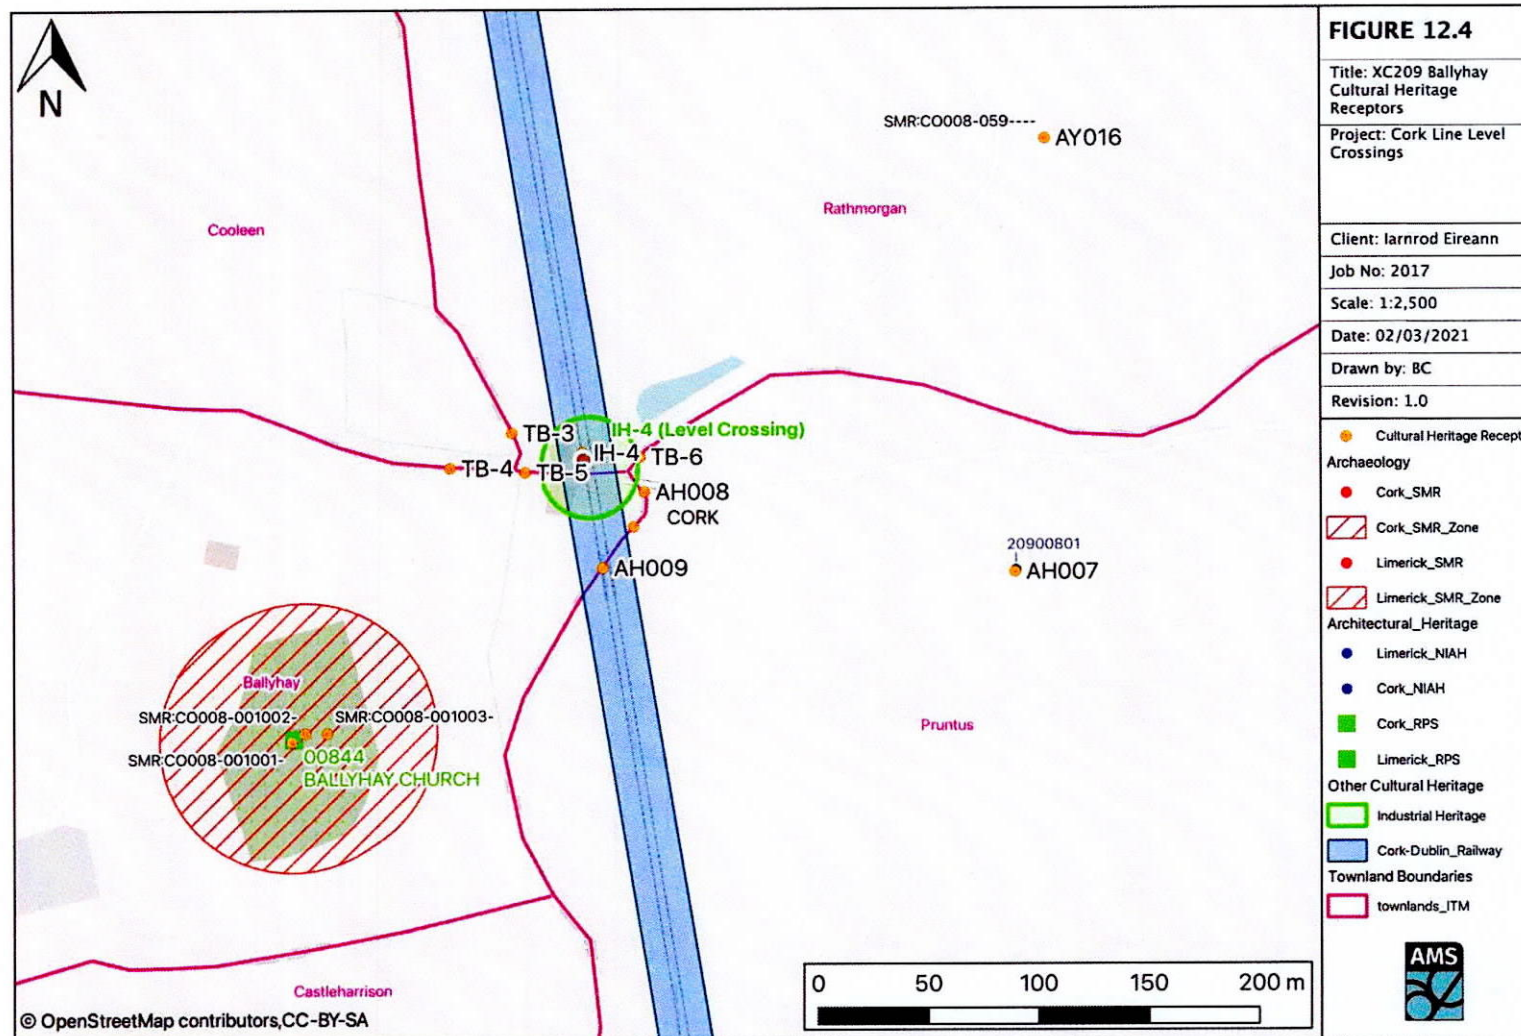 N
SMR:CO008-059----
AY016
Cooleen
Rathmorgan
TB-3
IH-4 (Level Crossing)
IH-4
TB-6
TB-4
TB-5
AH008
CORK
AH009
20900801
AH007
Ballyhay
SMR:CO008-001002-
SMR:CO008-001003-
SMR:CO008-001001-
00844
BALLYHAY CHURCH
Pruntus
Castleharrison
© OpenStreetMap contributors,CC-BY-SA
0 50 100 150 200 m
FIGURE 12.4
Title: XC209 Ballyhay
Cultural Heritage
Receptors
Project: Cork Line Level
Crossings
Client: Iarnrod Eireann
Job No: 2017
Scale: 1:2,500
Date: 02/03/2021
Drawn by: BC
Revision: 1.0
Cultural Heritage Recept
Archaeology
Cork_SMR
Cork_SMR_Zone
Limerick_SMR
Limerick_SMR_Zone
Architectural_Heritage
Limerick_NIAH
Cork_NIAH
Cork_RPS
Limerick_RPS
Other Cultural Heritage
Industrial Heritage
Cork-Dublin_Railway
Townland Boundaries
townlands_ITM
AMS